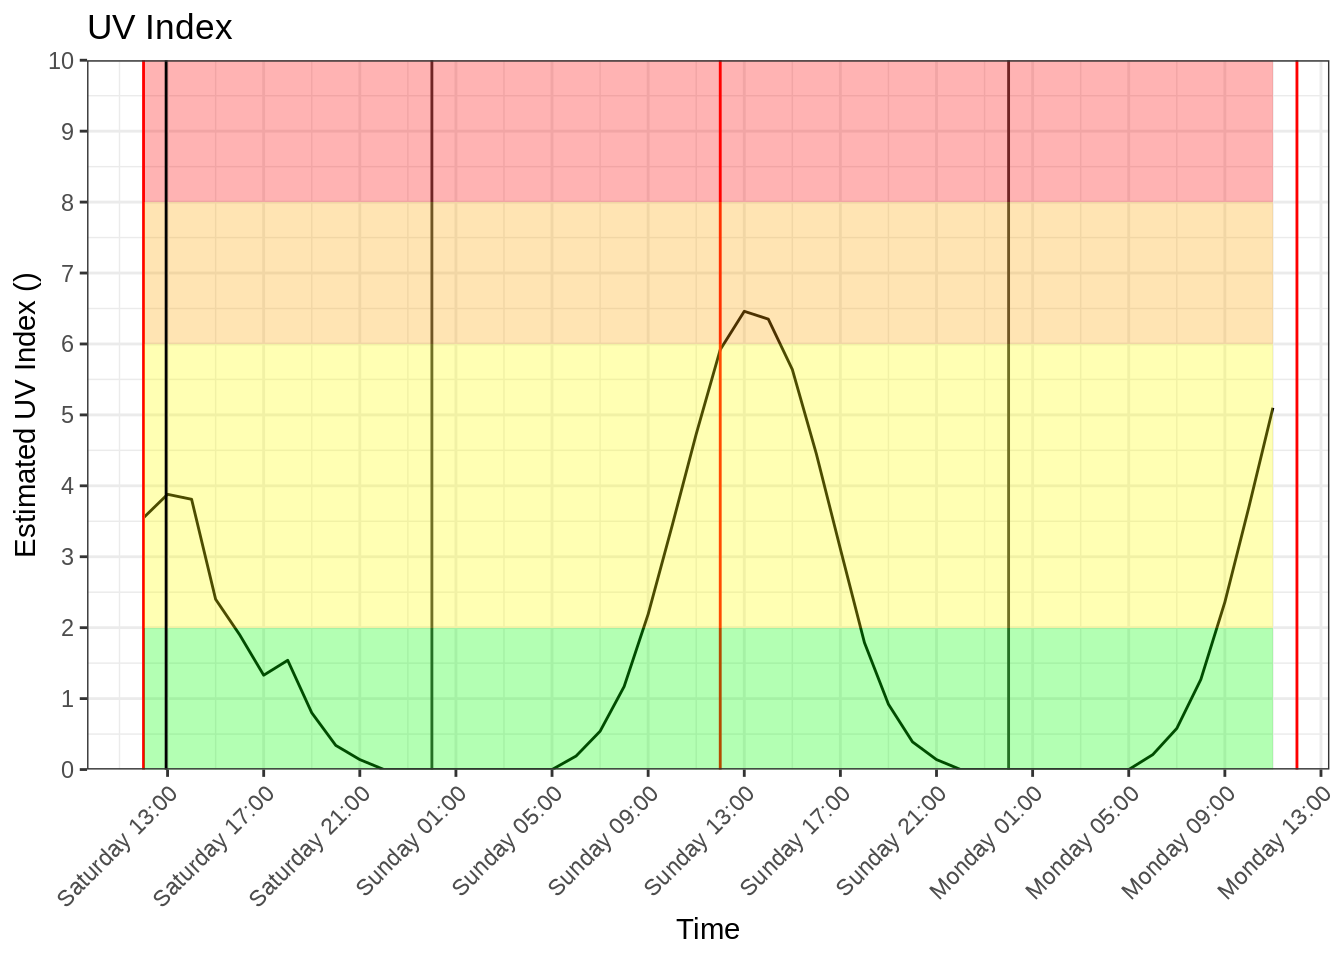 UV Index
Estimated UV Index ()
10
9
8
7
6
5
4
3
2
1
0
Saturday 13:00
Saturday 17:00
Saturday 21:00
Sunday 01:00
Sunday 05:00
Sunday 09:00
Sunday 13:00
Sunday 17:00
Sunday 21:00
Monday 01:00
Monday 05:00
Monday 09:00
Monday 13:00
Time